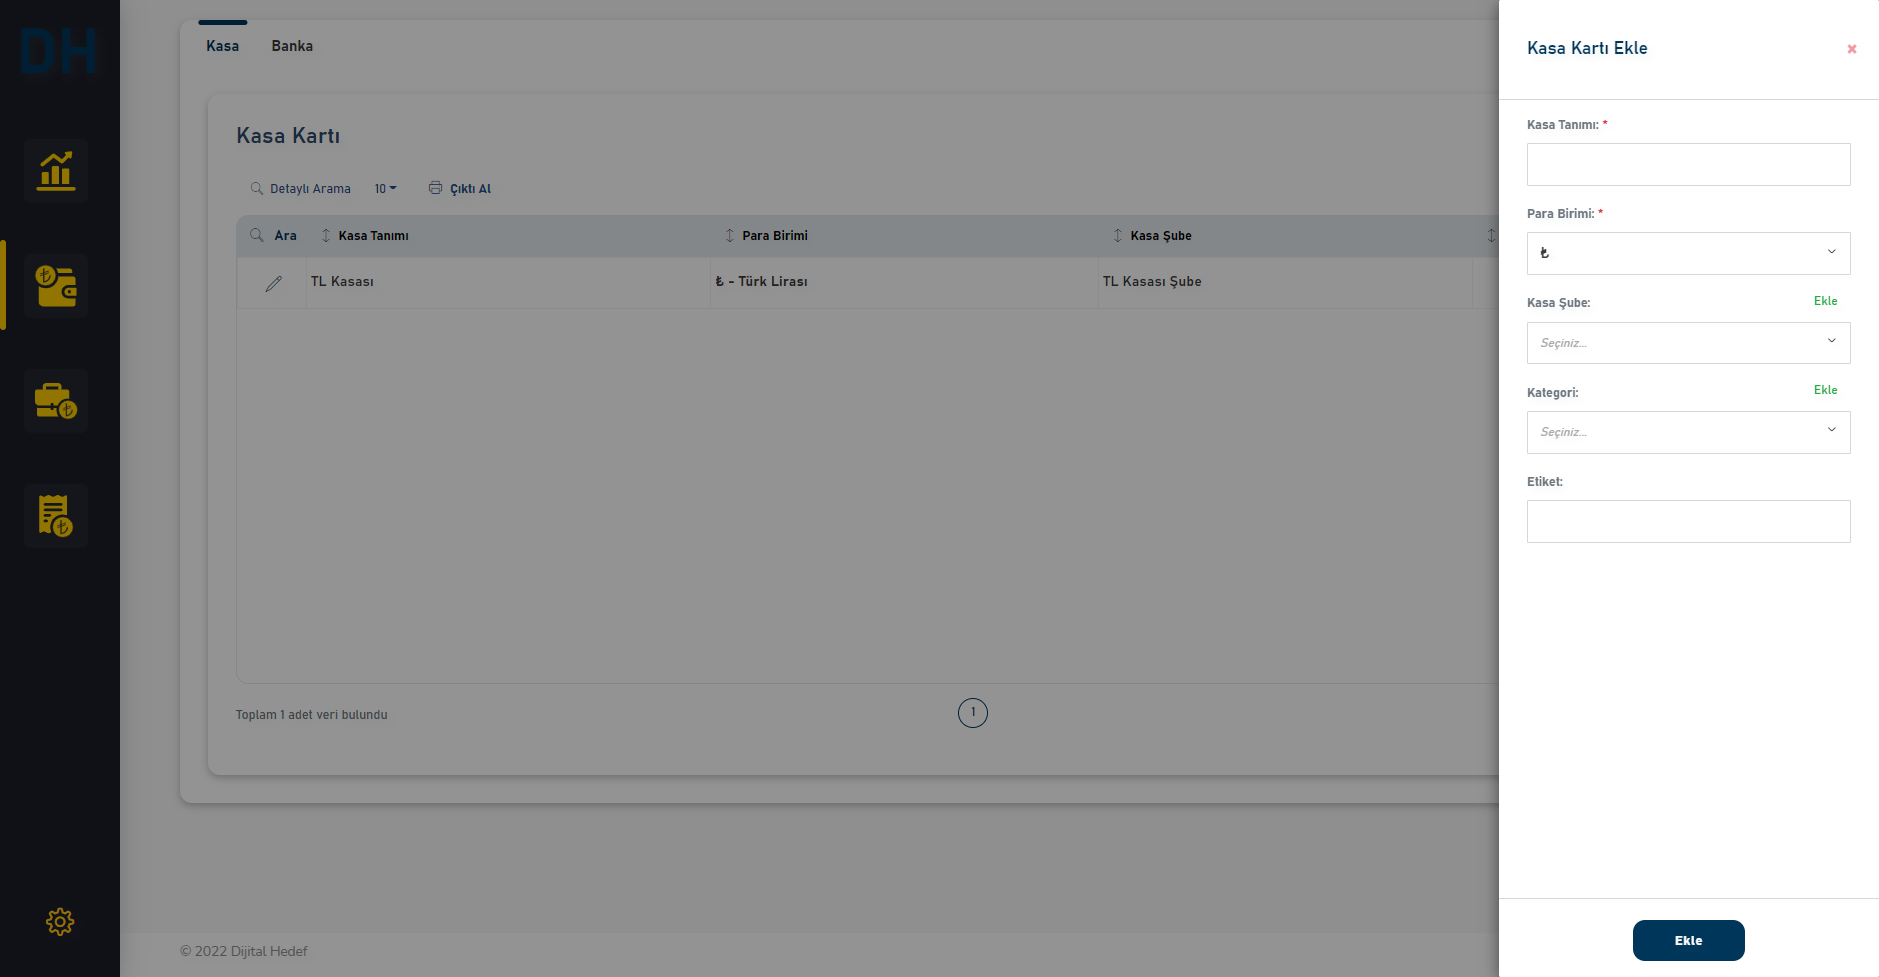 DH
Kasa Banka
Kasa Kartı
Detaylı Arama 10 Çıktı Al
Ara Kasa Tanımı Para Birimi Kasa Şube
TL Kasası ₺ - Türk Lirası TL Kasası Şube
Toplam 1 adet veri bulundu 1
© 2022 Dijital Hedef
Kasa Kartı Ekle
Kasa Tanımı: *
Para Birimi: *
₺
Kasa Şube: Ekle
Seçiniz...
Kategori: Ekle
Seçiniz...
Etiket:
Ekle